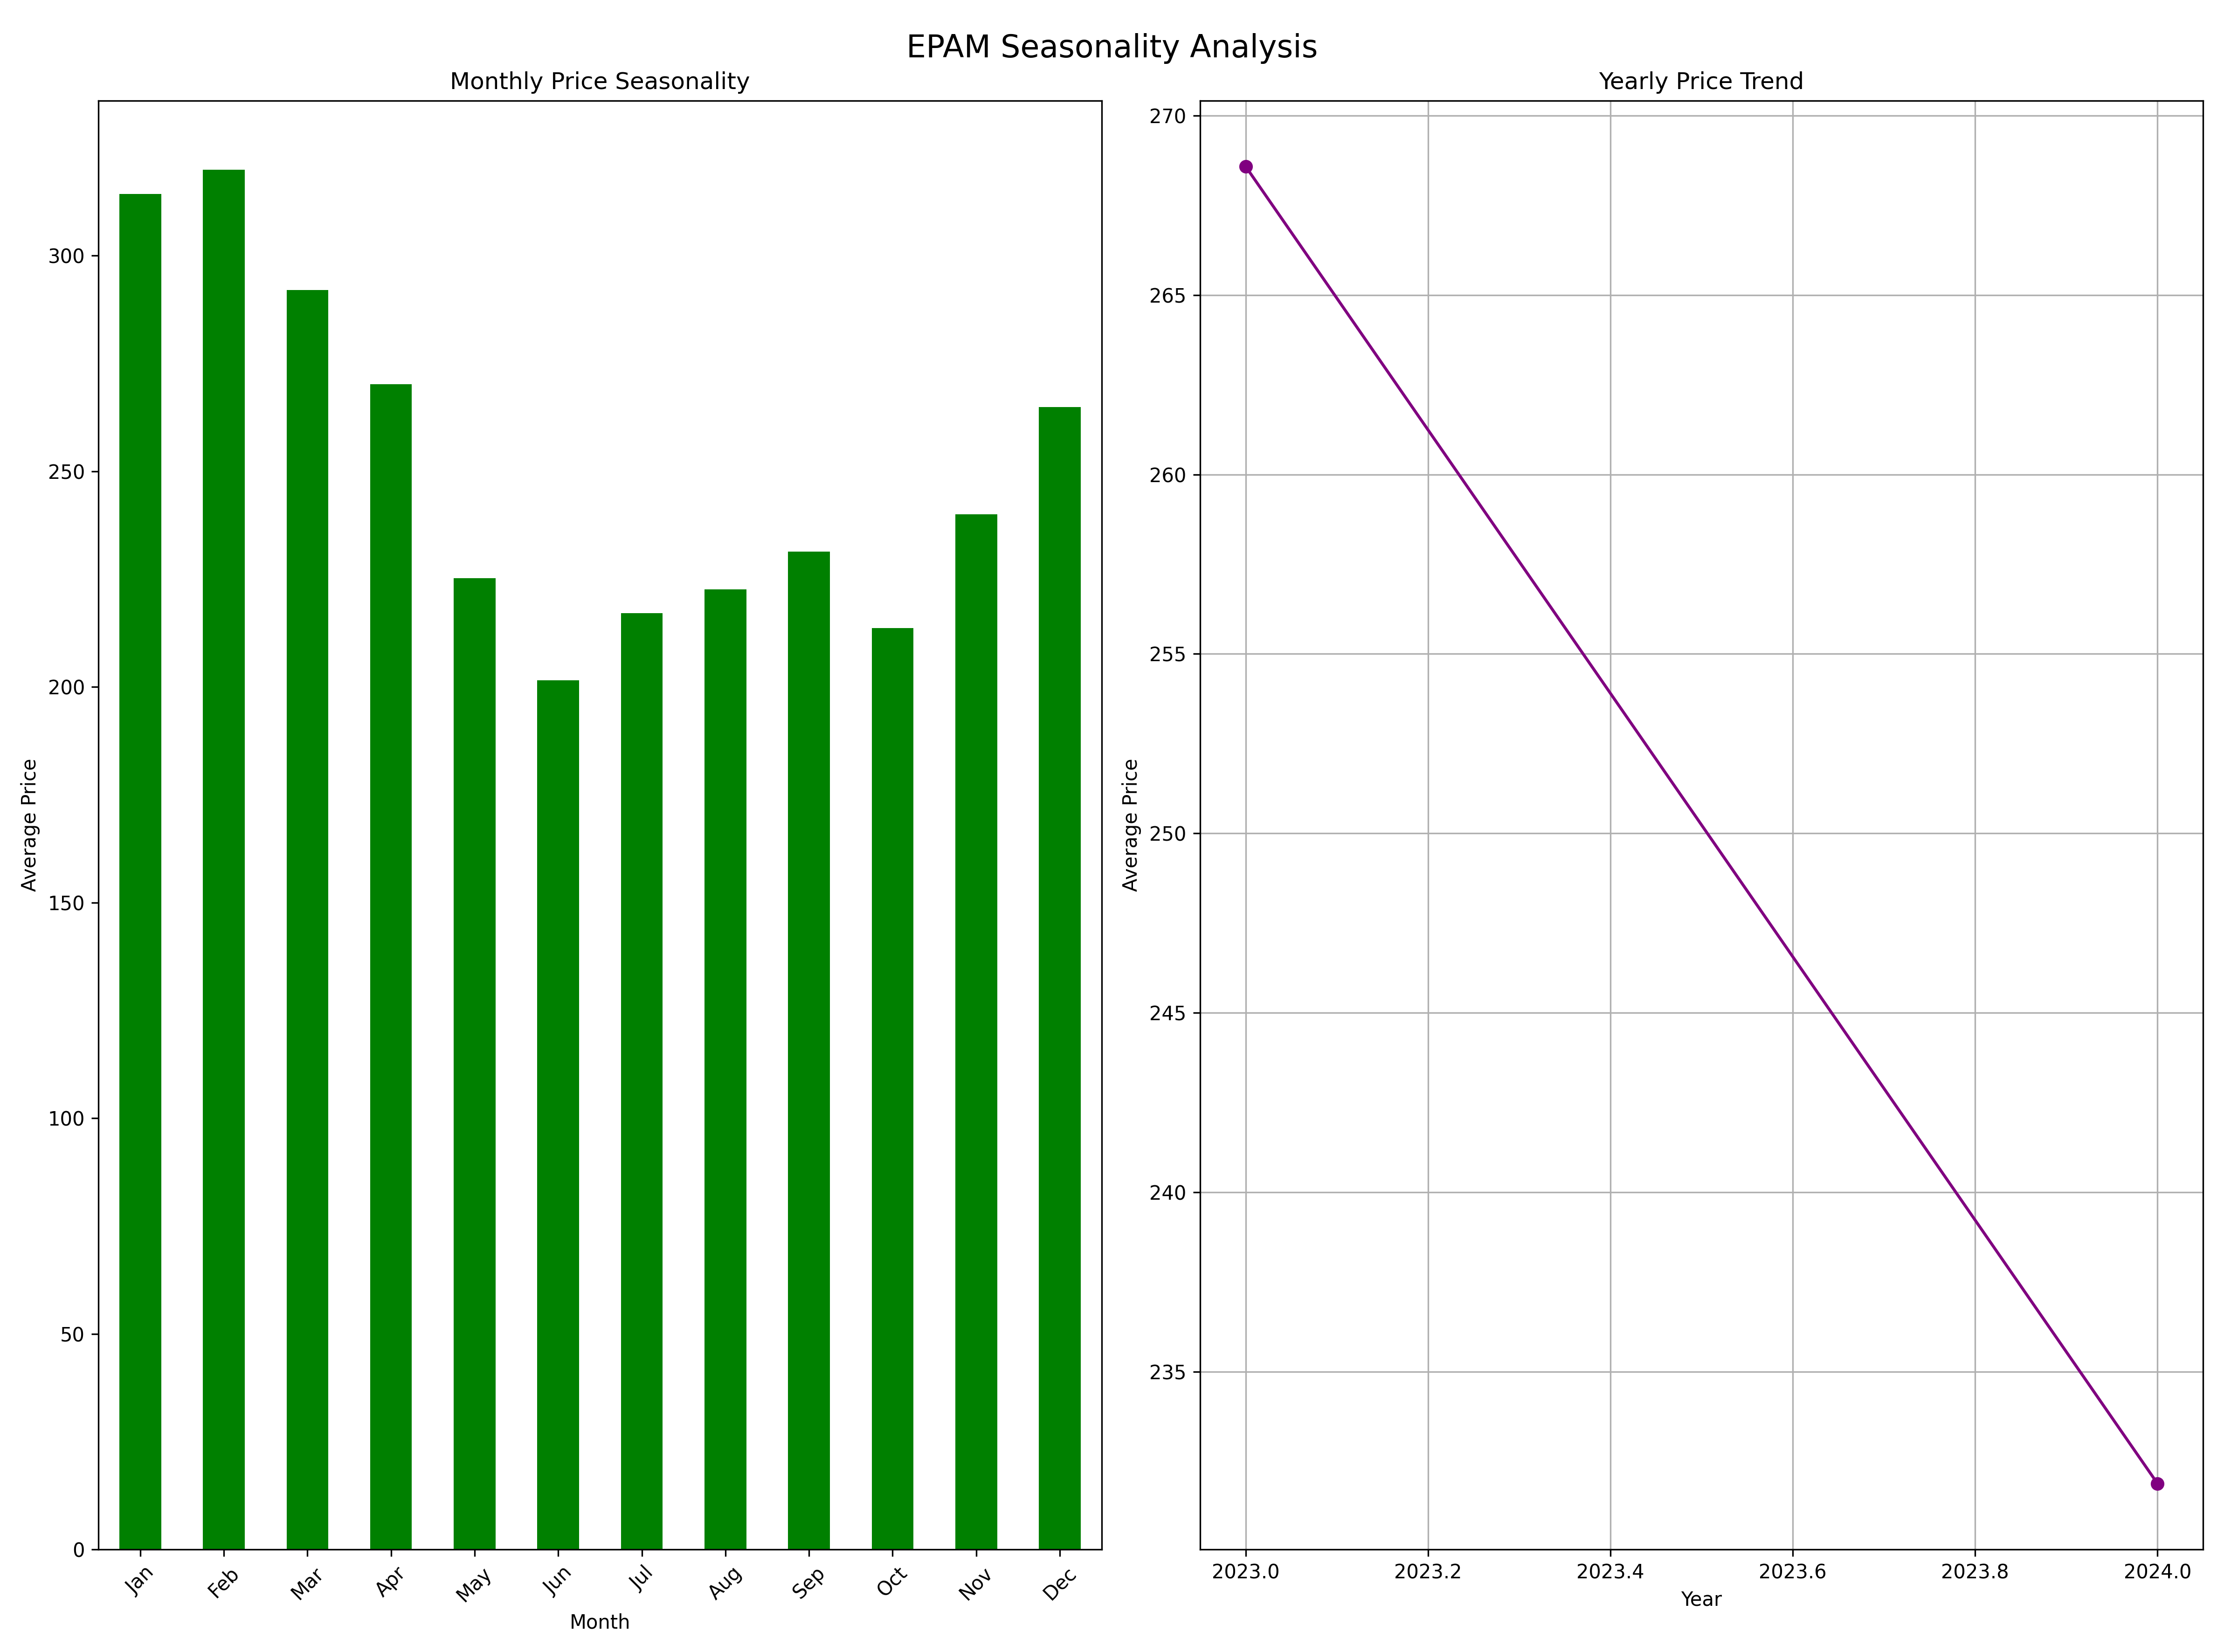 EPAM Seasonality Analysis
Monthly Price Seasonality
Average Price
300
250
200
150
100
50
0
Jan Feb Mar Apr May Jun Jul Aug Sep Oct Nov Dec
Month
Yearly Price Trend
Average Price
270
265
260
255
250
245
240
235
2023.0 2023.2 2023.4 2023.6 2023.8 2024.0
Year